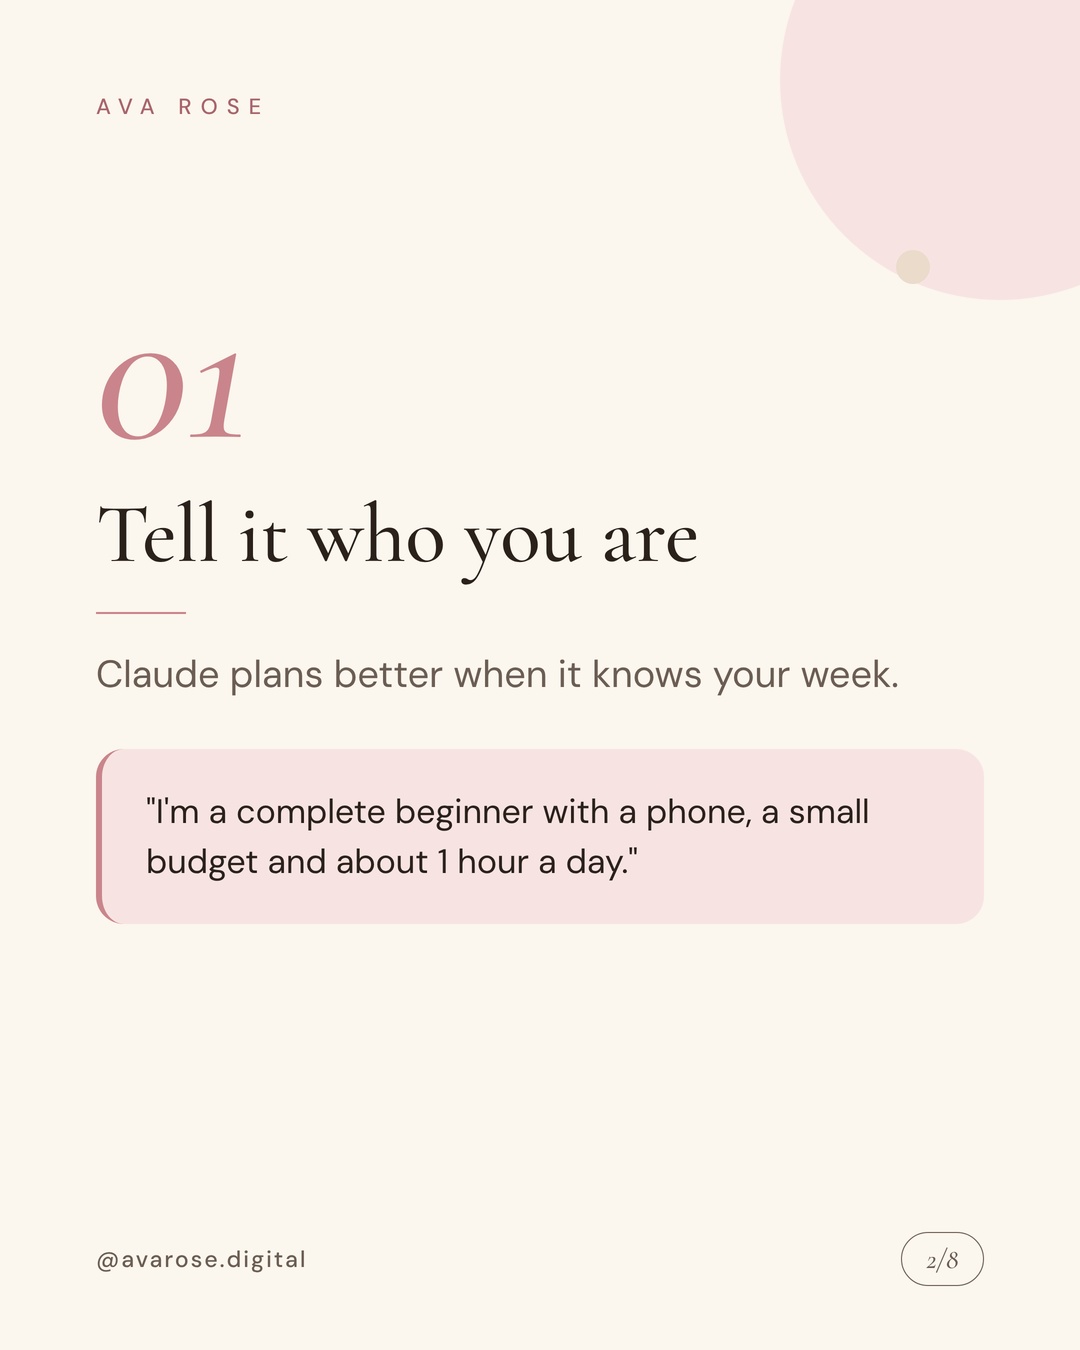 AVA ROSE
01
Tell it who you are
Claude plans better when it knows your week.
"I'm a complete beginner with a phone, a small
budget and about 1 hour a day."
@avarose.digital
2/8